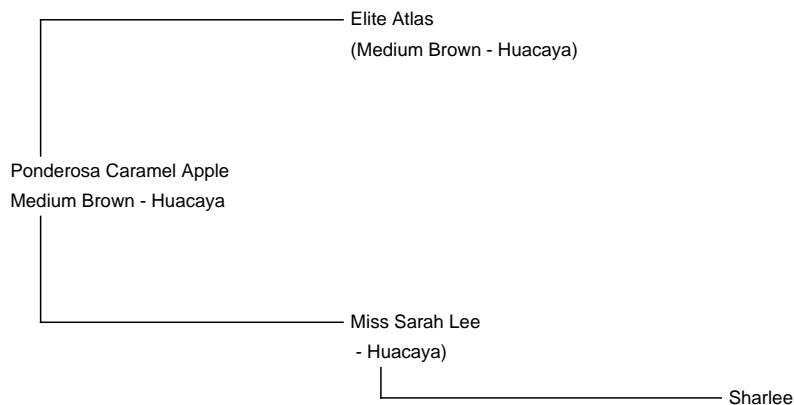 Elite Atlas
(Medium Brown - Huacaya)
Ponderosa Caramel Apple
Medium Brown - Huacaya
Miss Sarah Lee
- Huacaya)
Sharlee